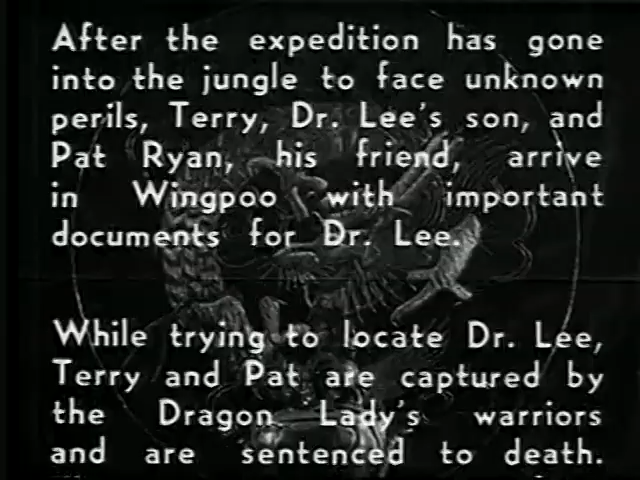 After the expedition has gone
into the jungle to face unknown
perils, Terry, Dr. Lee's son, and
Pat Ryan, his friend, arrive
in Wingpoo with important
documents for Dr. Lee.
While trying to locate Dr. Lee,
Terry and Pat are captured by
the Dragon Lady's warriors
and are sentenced to death.